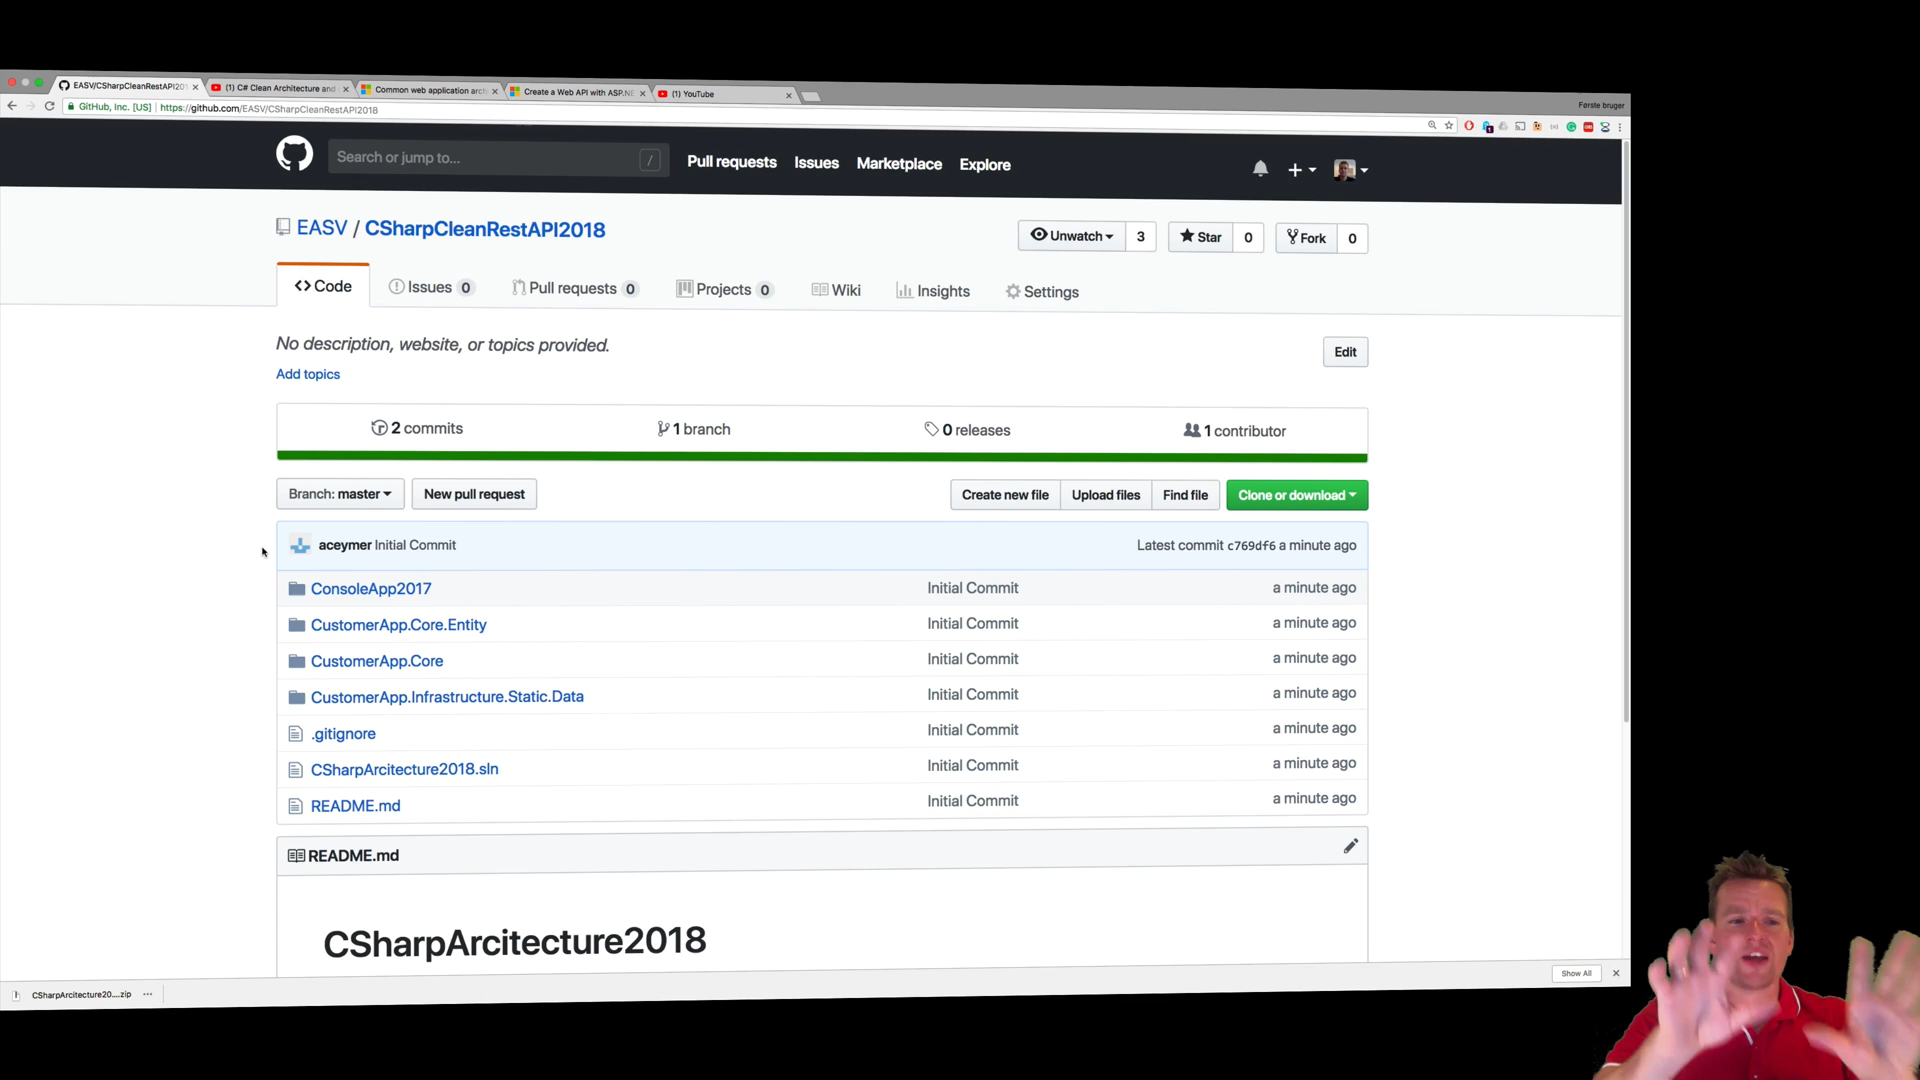 EASV/CSharpCleanRestAPI201
(1) C# Clean Architecture and
Common web application arch
Create a Web API with ASP.NE
(1) YouTube
Første bruger
GitHub, Inc. [US] | https://github.com/EASV/CSharpCleanRestAPI2018
Search or jump to...
/
Pull requests
Issues
Marketplace
Explore
EASV / CSharpCleanRestAPI2018
Unwatch 3
Star 0
Fork 0
Code
Issues 0
Pull requests 0
Projects 0
Wiki
Insights
Settings
No description, website, or topics provided.
Edit
Add topics
2 commits
1 branch
0 releases
1 contributor
Branch: master
New pull request
Create new file
Upload files
Find file
Clone or download
aceymer Initial Commit
Latest commit c769df6 a minute ago
ConsoleApp2017 Initial Commit a minute ago
CustomerApp.Core.Entity Initial Commit a minute ago
CustomerApp.Core Initial Commit a minute ago
CustomerApp.Infrastructure.Static.Data Initial Commit a minute ago
.gitignore Initial Commit a minute ago
CSharpArcitecture2018.sln Initial Commit a minute ago
README.md Initial Commit a minute ago
README.md
CSharpArcitecture2018
Show All
CSharpArcitecture20....zip